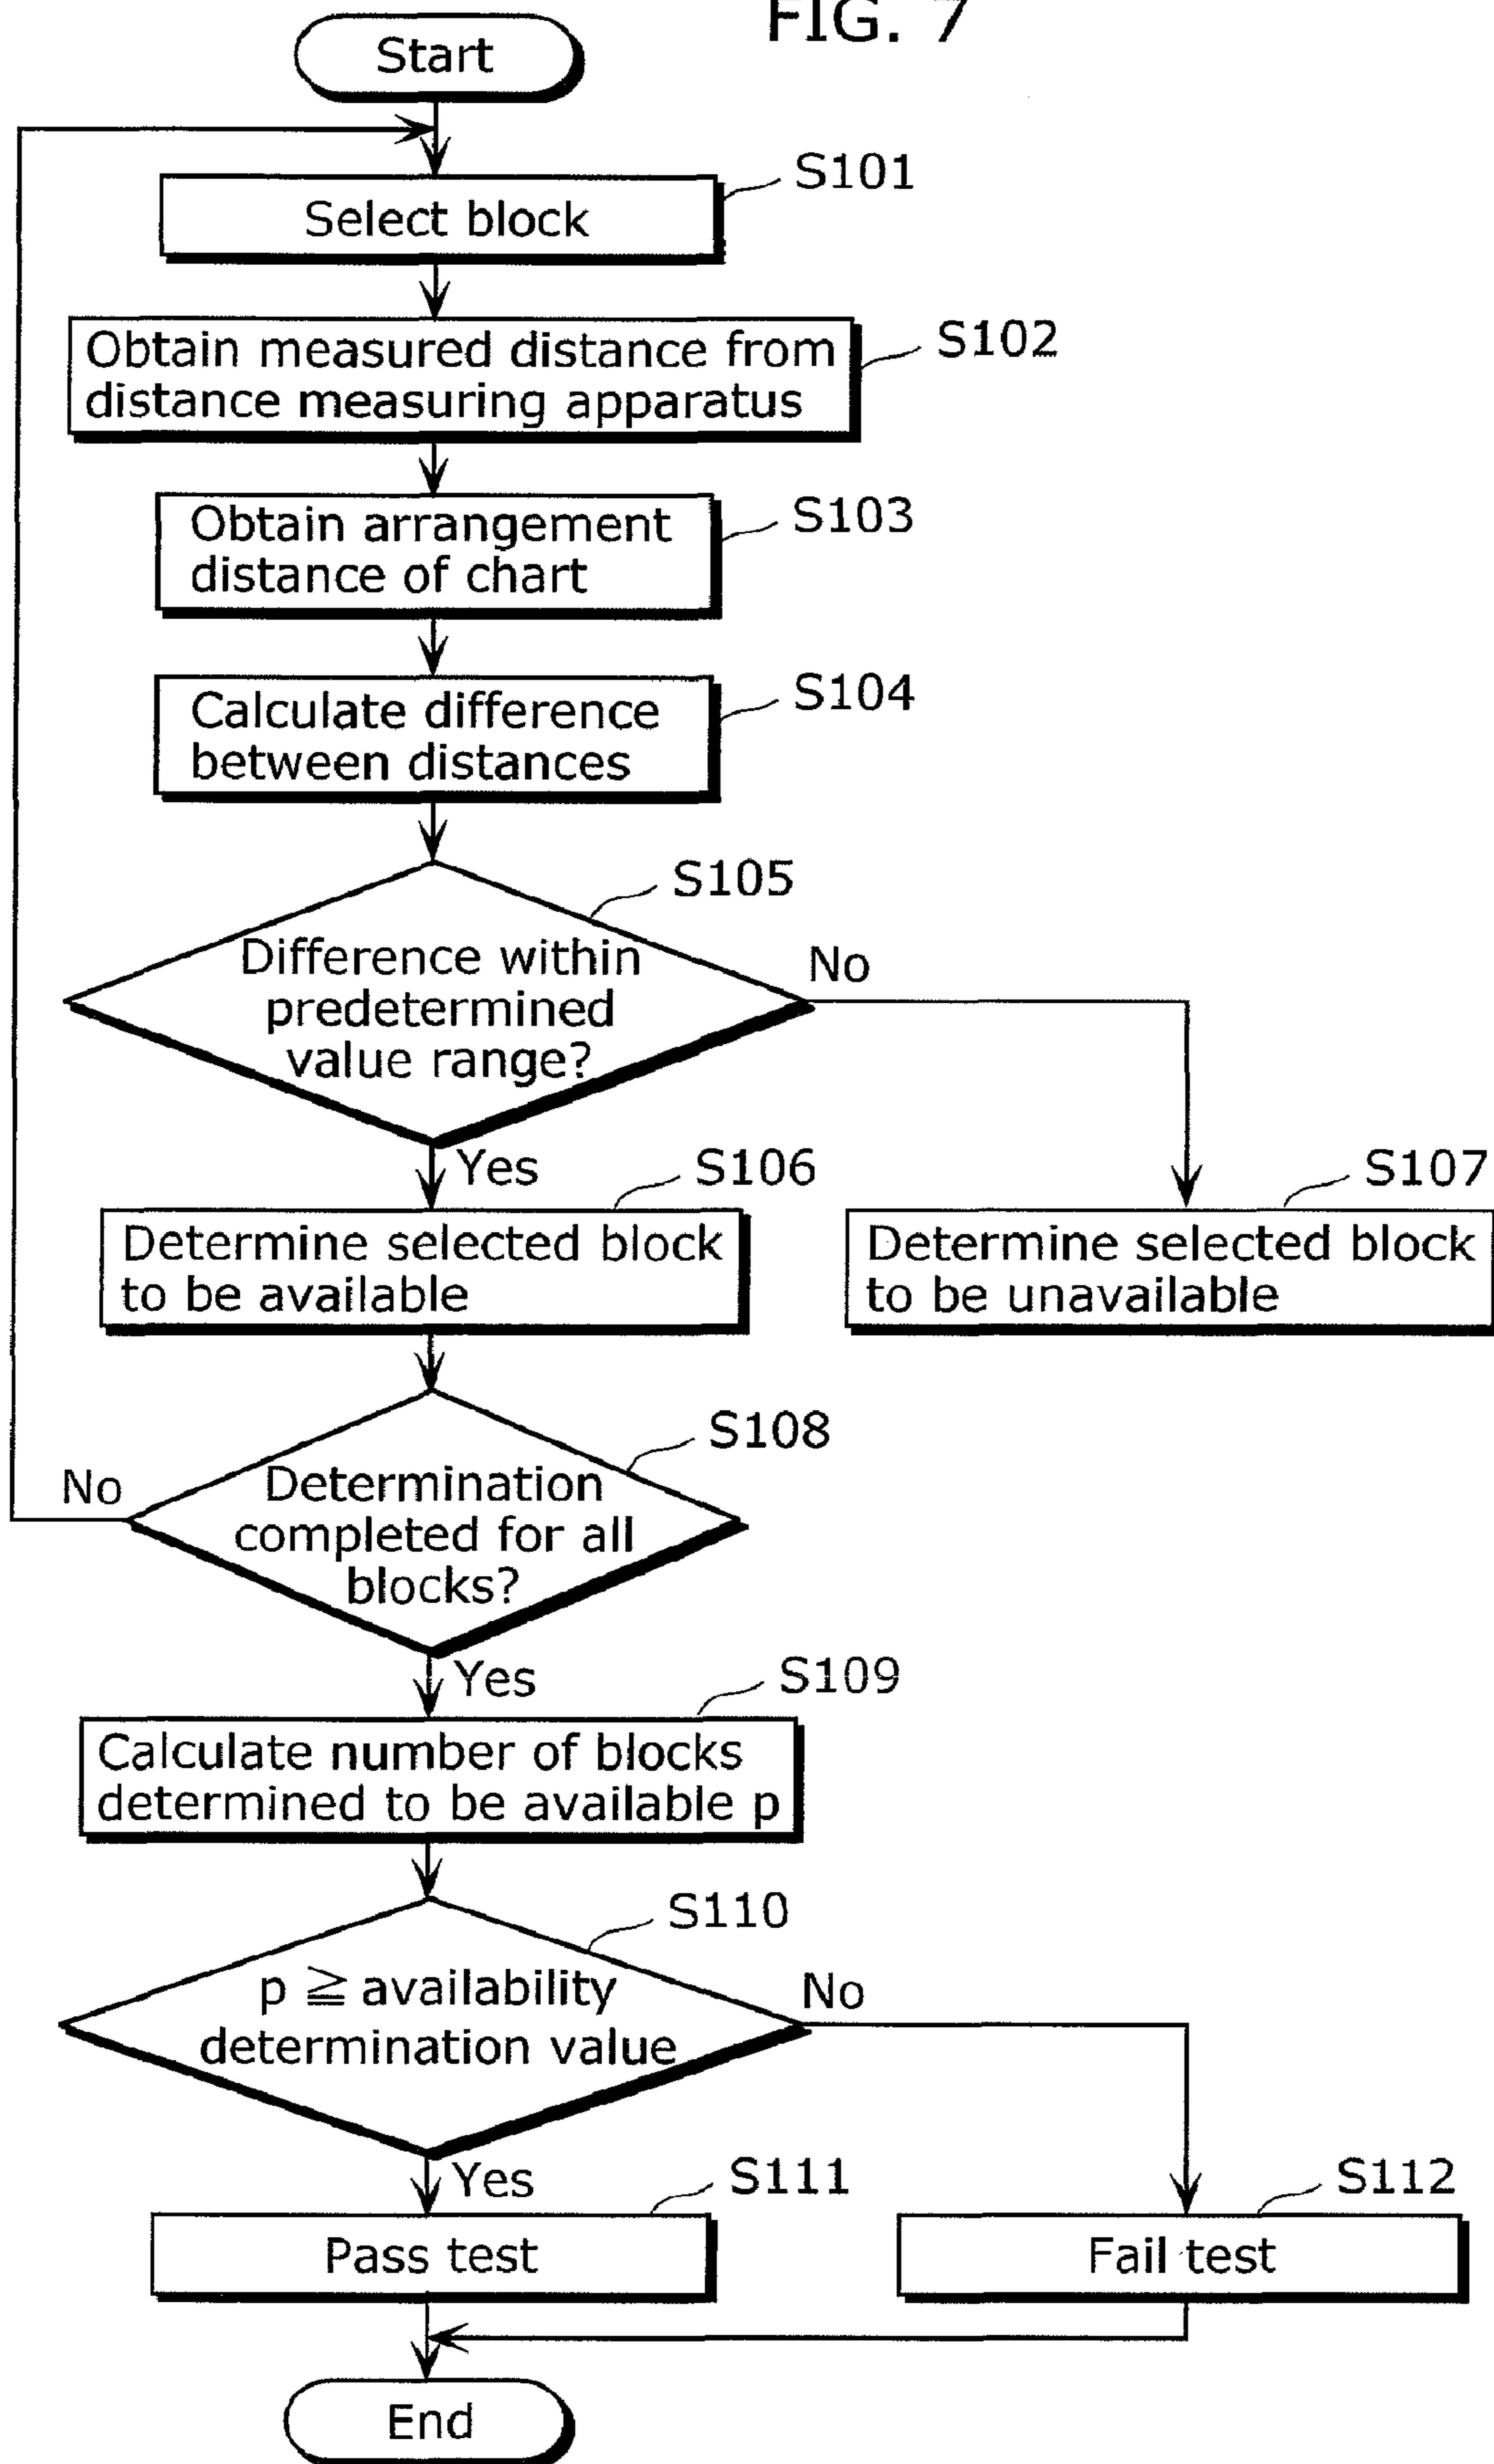 FIG. 7
Start
S101
Select block
S102
Obtain measured distance from
distance measuring apparatus
S103
Obtain arrangement
distance of chart
S104
Calculate difference
between distances
S105
Difference within
predetermined
value range?
No
Yes
S106
Determine selected block
to be available
S107
Determine selected block
to be unavailable
S108
Determination
completed for all
blocks?
No
Yes
S109
Calculate number of blocks
determined to be available p
S110
p ≧ availability
determination value
No
Yes
S111
Pass test
S112
Fail test
End